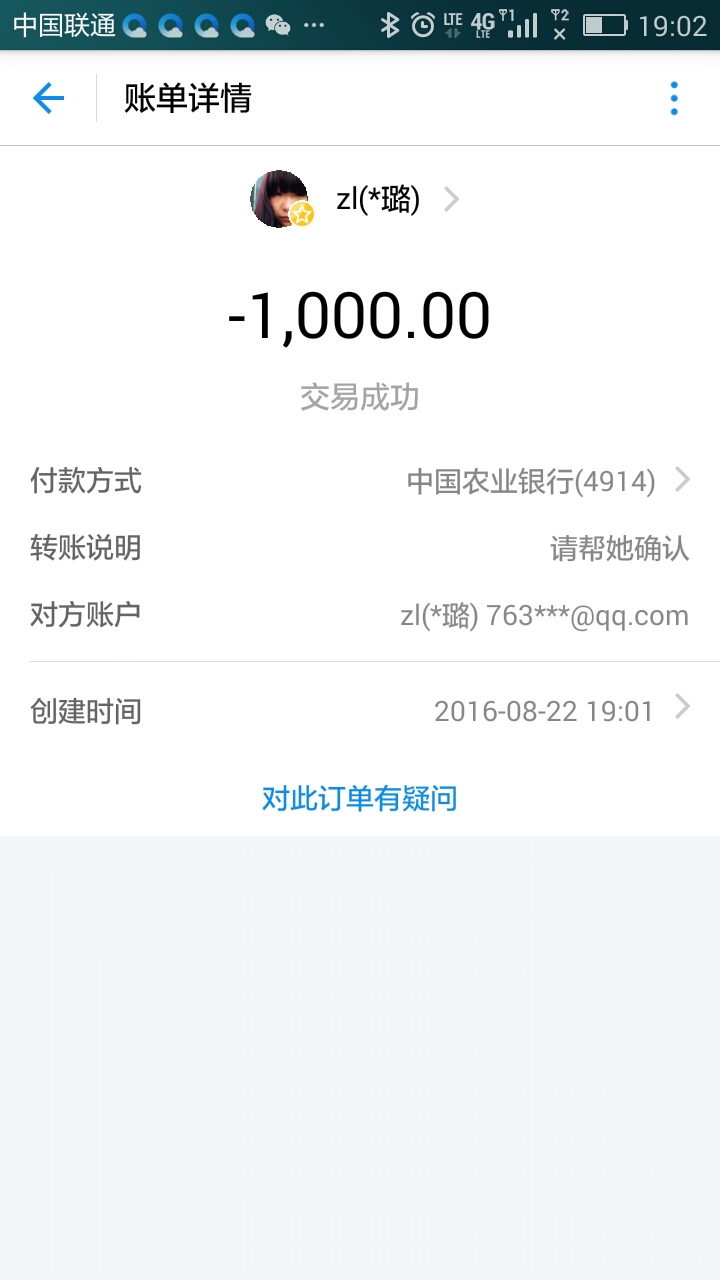 中国联通 ··· LTE 4G LTE 1 2 19:02
账单详情
zl(*璐)
-1,000.00
交易成功
付款方式 中国农业银行(4914)
转账说明 请帮她确认
对方账户 zl(*璐) 763***@qq.com
创建时间 2016-08-22 19:01
对此订单有疑问